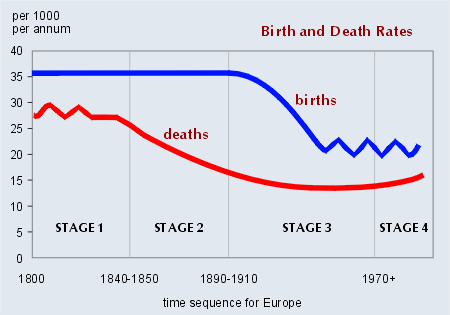 per 1000
per annum
Birth and Death Rates
40
35
30
25
20
15
10
5
0
births
deaths
STAGE 1
STAGE 2
STAGE 3
STAGE 4
1800
1840-1850
1890-1910
1970+
time sequence for Europe